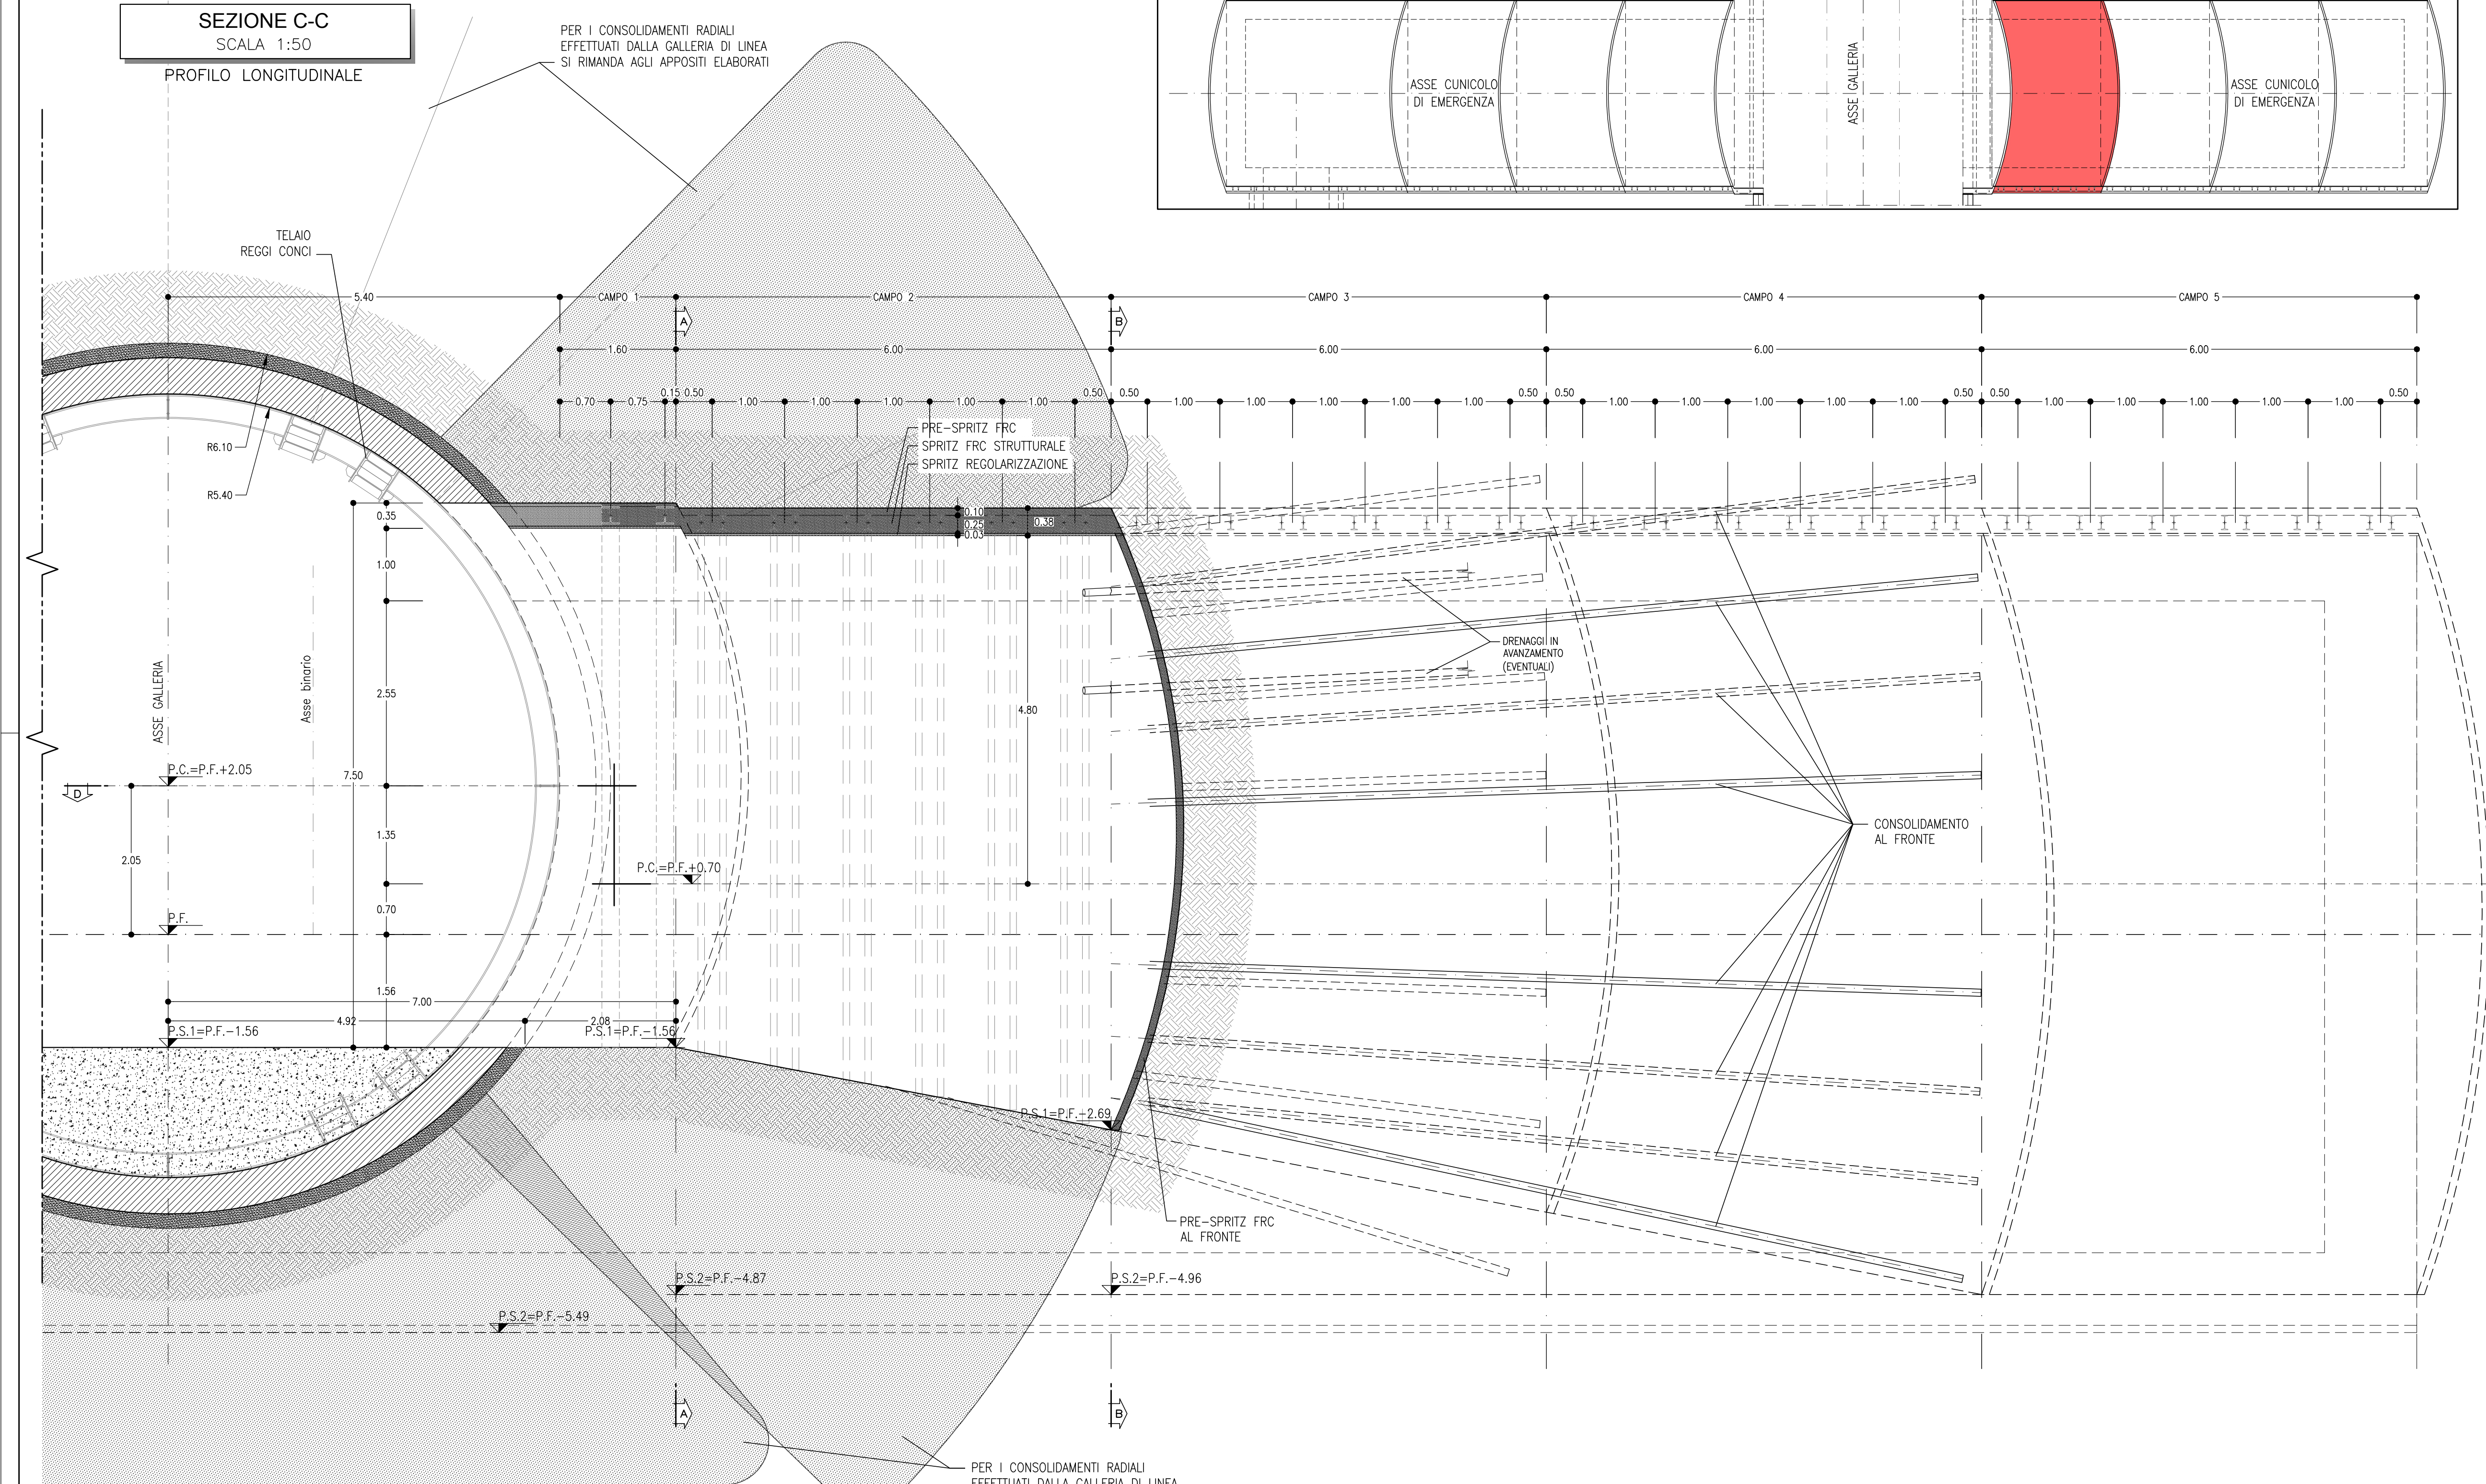 SEZIONE C-C
SCALA 1:50
PROFILO LONGITUDINALE
PER I CONSOLIDAMENTI RADIALI
EFFETTUATI DALLA GALLERIA DI LINEA
SI RIMANDA AGLI APPOSITI ELABORATI
ASSE CUNICOLO
DI EMERGENZA
ASSE GALLERIA
ASSE CUNICOLO
DI EMERGENZA
TELAIO
REGGI CONCI
5.40
CAMPO 1
CAMPO 2
CAMPO 3
CAMPO 4
CAMPO 5
A
B
1.60
6.00
6.00
6.00
6.00
0.70
0.75
0.15
0.50
1.00
1.00
1.00
1.00
1.00
0.50
0.50
1.00
1.00
1.00
1.00
1.00
0.50
0.50
1.00
1.00
1.00
1.00
1.00
0.50
0.50
1.00
1.00
1.00
1.00
1.00
0.50
PRE-SPRITZ FRC
SPRITZ FRC STRUTTURALE
SPRITZ REGOLARIZZAZIONE
R6.10
R5.40
0.35
0.10
0.25
0.03
0.38
1.00
2.55
DRENAGGI IN
AVANZAMENTO
(EVENTUALI)
ASSE GALLERIA
Asse binario
4.80
P.C.=P.F.+2.05
7.50
D
1.35
CONSOLIDAMENTO
AL FRONTE
2.05
P.C.=P.F.+0.70
0.70
P.F.
1.56
7.00
4.92
2.08
P.S.1=P.F.-1.56
P.S.1=P.F.-1.56
P.S.1=P.F.-2.69
PRE-SPRITZ FRC
AL FRONTE
P.S.2=P.F.-4.87
P.S.2=P.F.-4.96
P.S.2=P.F.-5.49
A
B
PER I CONSOLIDAMENTI RADIALI
EFFETTUATI DALLA GALLERIA DI LINEA